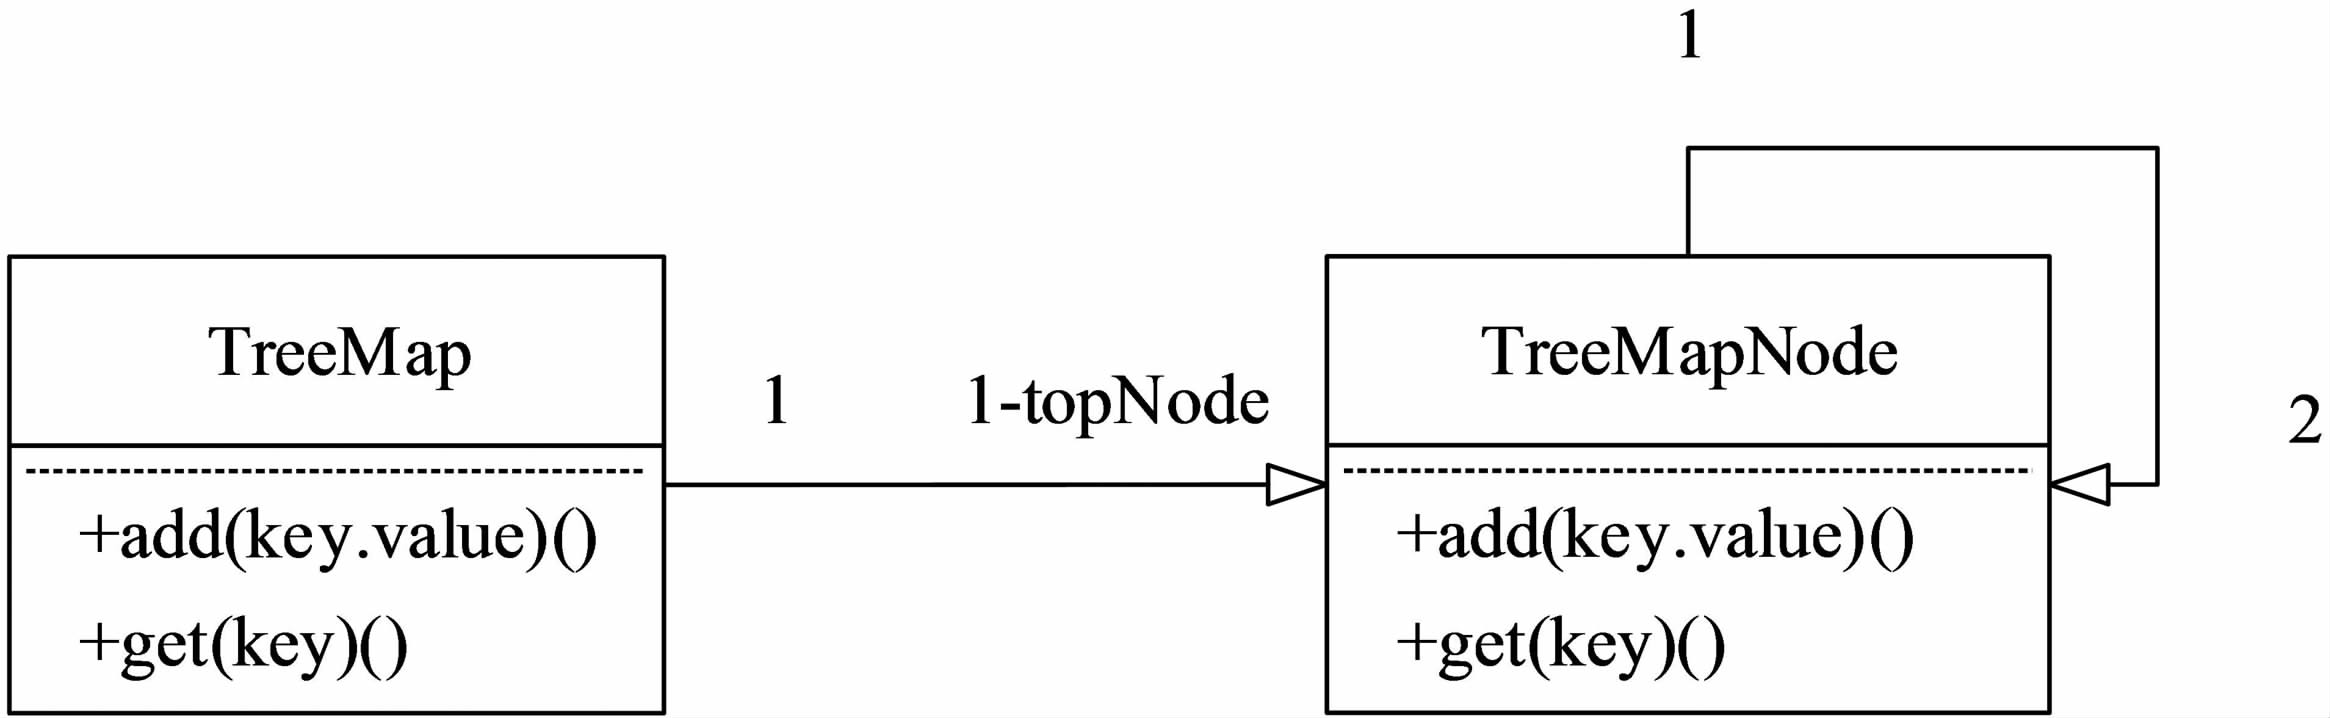 1
TreeMap
1
1-topNode
TreeMapNode
2
+add(key.value)()
+get(key)()
+add(key.value)()
+get(key)()